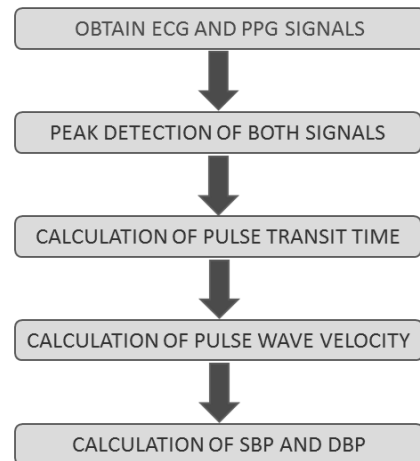 OBTAIN ECG AND PPG SIGNALS
PEAK DETECTION OF BOTH SIGNALS
CALCULATION OF PULSE TRANSIT TIME
CALCULATION OF PULSE WAVE VELOCITY
CALCULATION OF SBP AND DBP